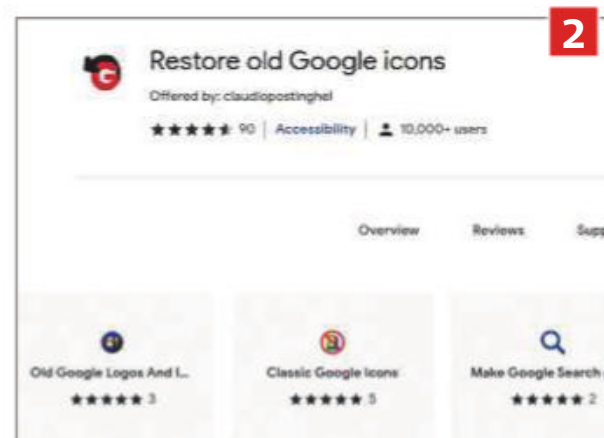 2
Restore old Google icons
Offered by: claudiopostinghel
90 | Accessibility | 10,000+ users
Overview Reviews Supp
Old Google Logos And I... Classic Google Icons Make Google Search
3 5 2